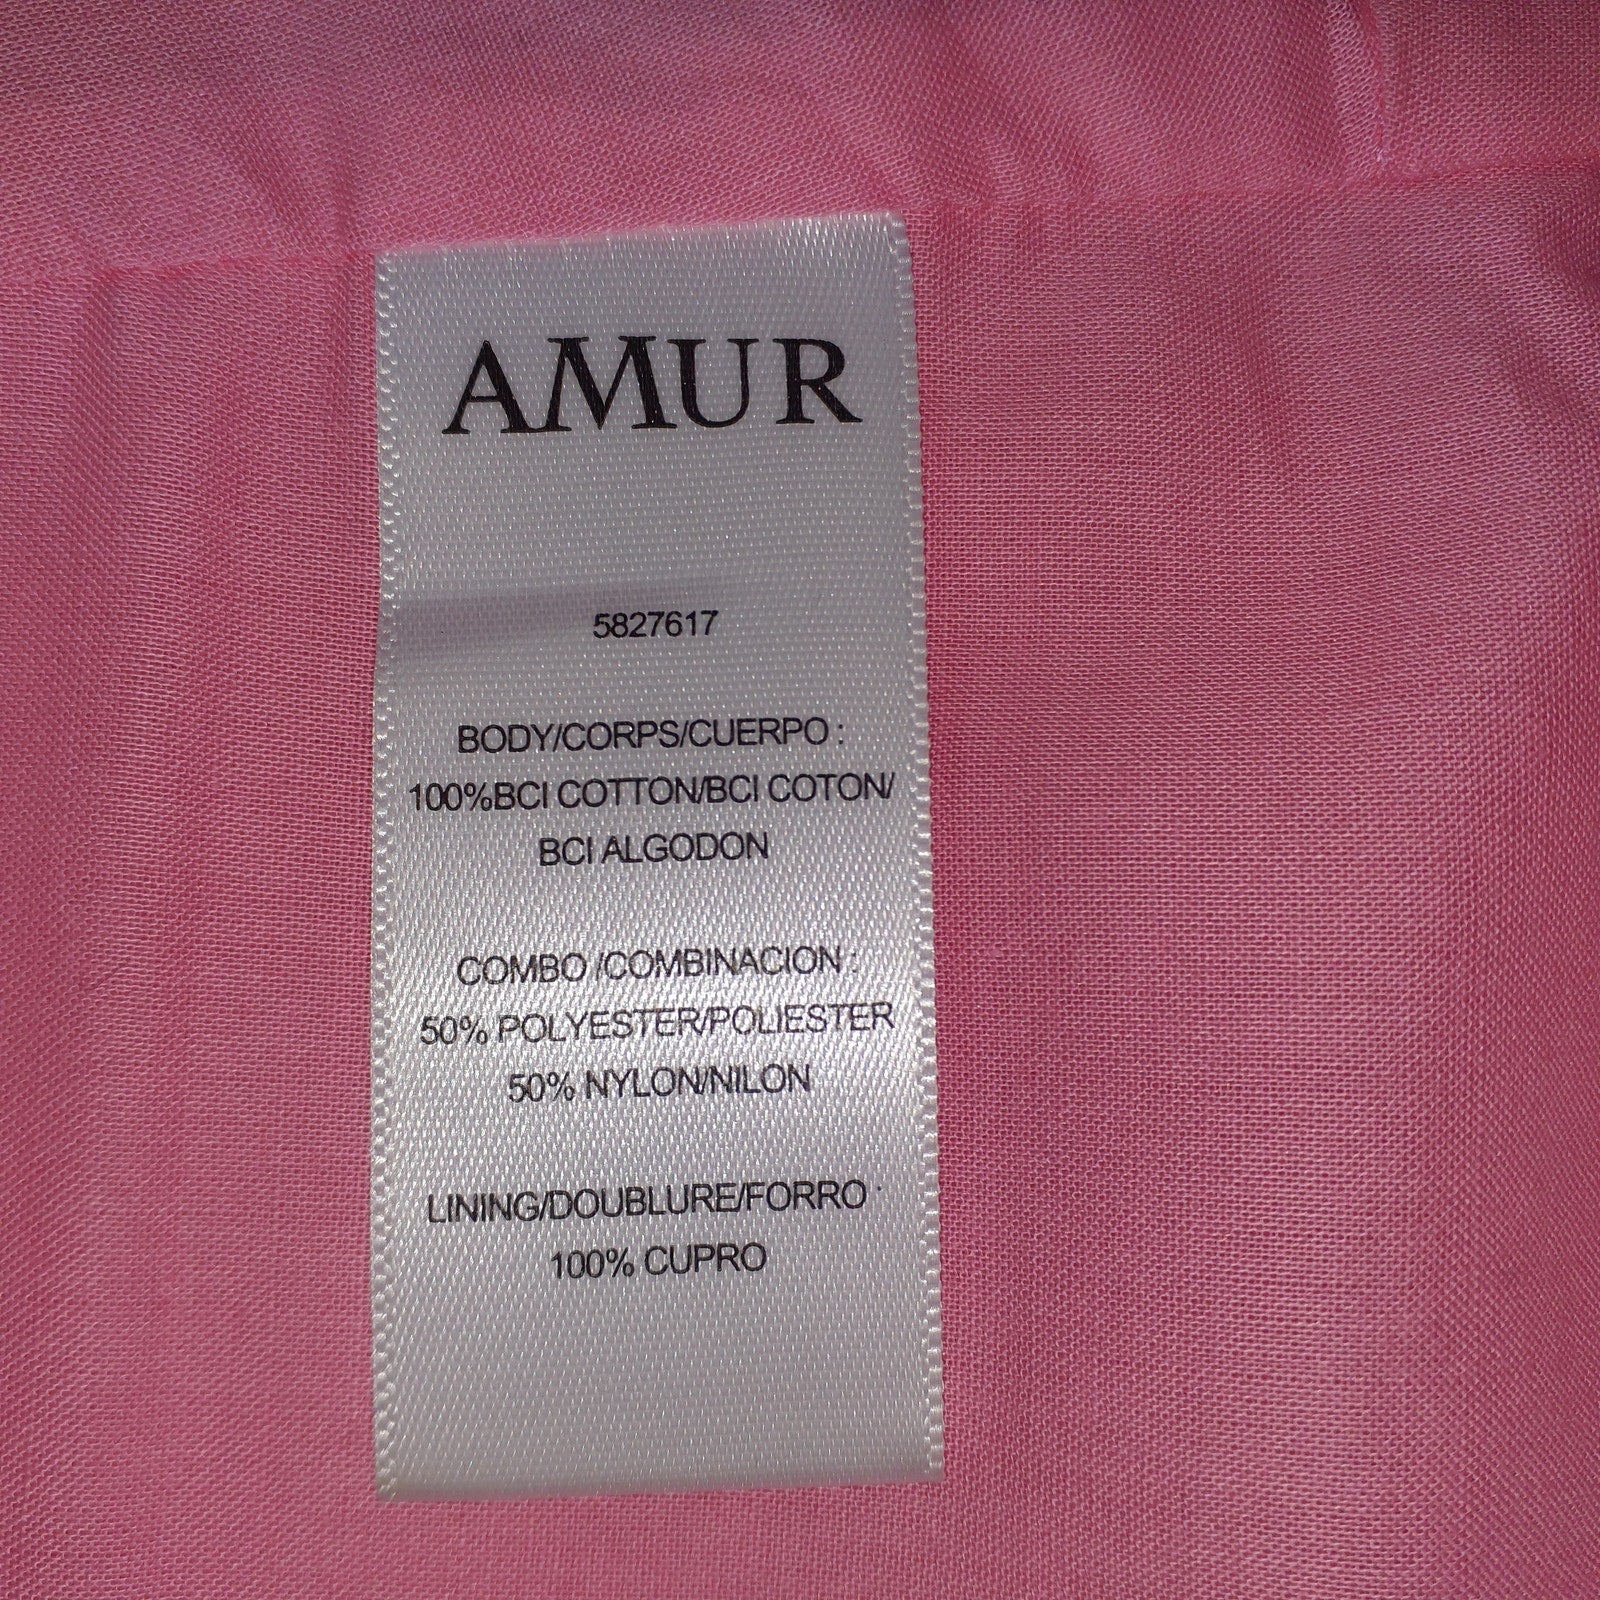 AMUR
5827617
BODY/CORPS/CUERPO :
100%BCI COTTON/BCI COTON/
BCI ALGODON
COMBO /COMBINACION :
50% POLYESTER/POLIESTER
50% NYLON/NILON
LINING/DOUBLURE/FORRO
100% CUPRO